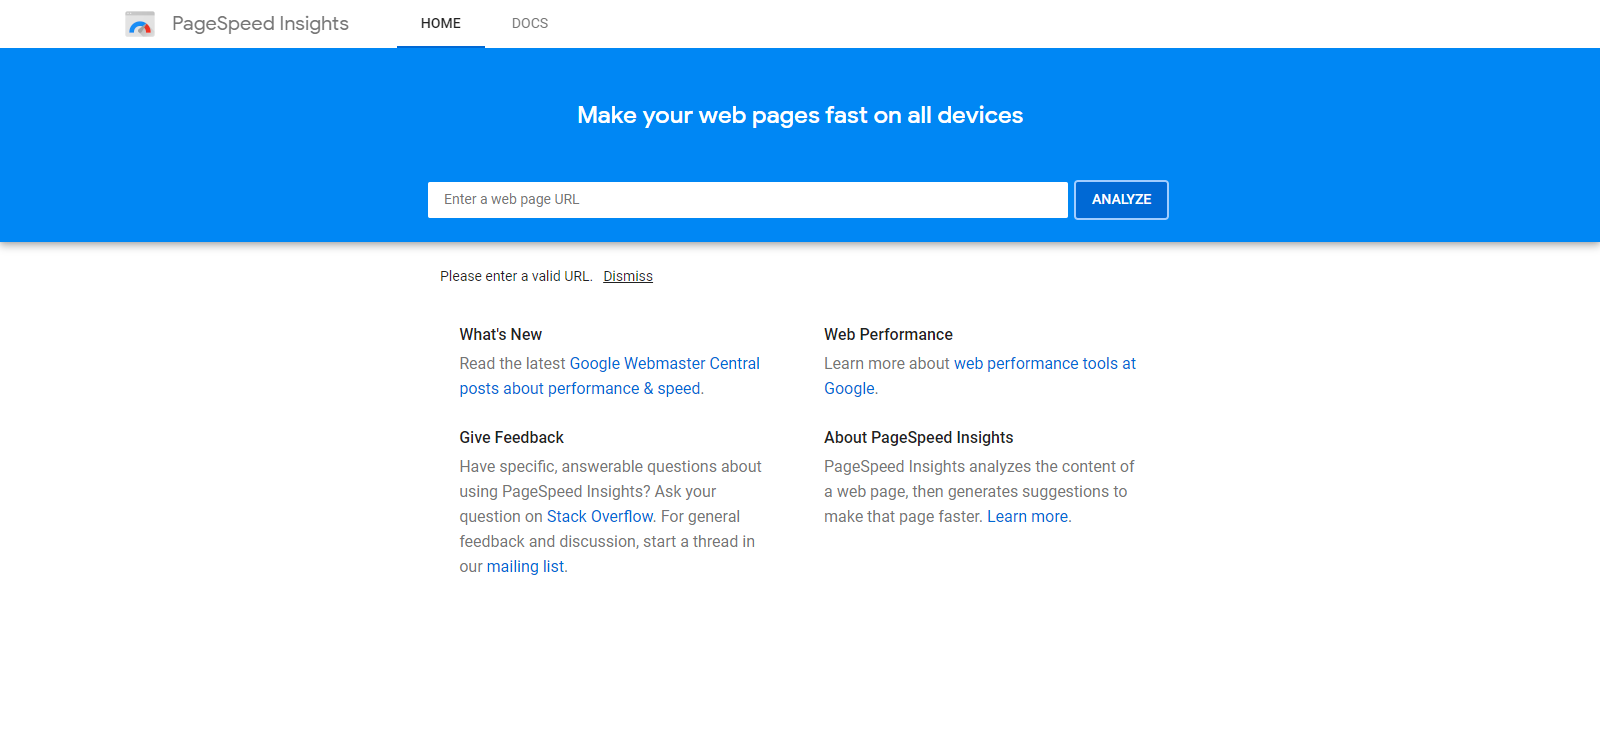 PageSpeed Insights
HOME
DOCS
Make your web pages fast on all devices
Enter a web page URL
ANALYZE
Please enter a valid URL. Dismiss
What's New
Read the latest Google Webmaster Central
posts about performance & speed.
Web Performance
Learn more about web performance tools at
Google.
Give Feedback
Have specific, answerable questions about
using PageSpeed Insights? Ask your
question on Stack Overflow. For general
feedback and discussion, start a thread in
our mailing list.
About PageSpeed Insights
PageSpeed Insights analyzes the content of
a web page, then generates suggestions to
make that page faster. Learn more.